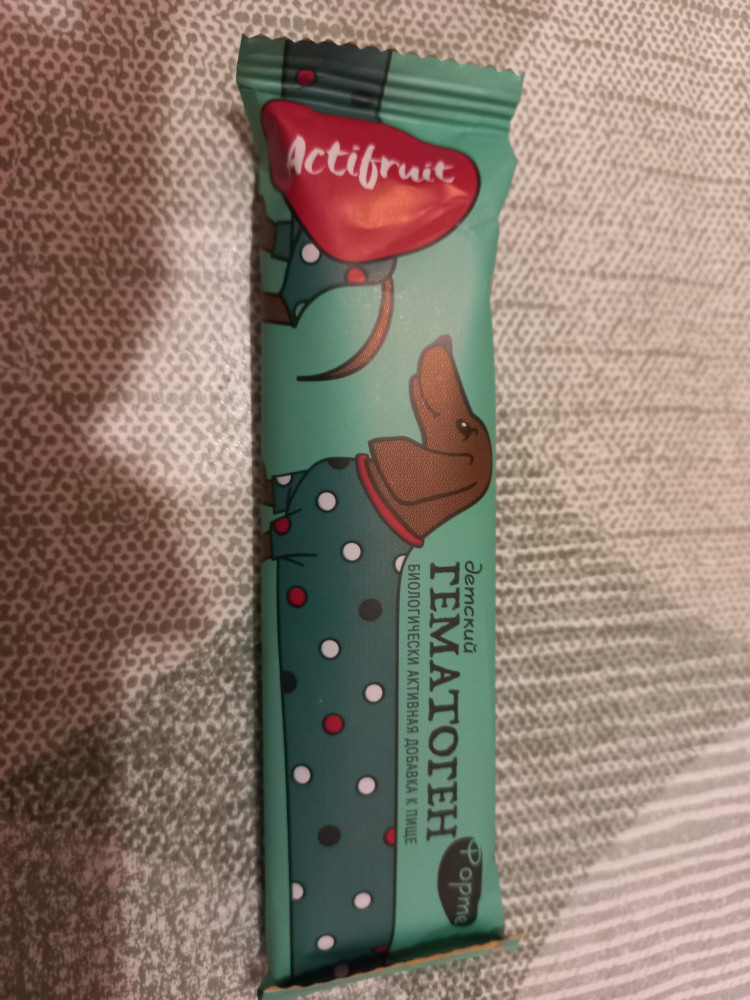 Actifruit
детский
ГЕМАТОГЕН
Форте
БИОЛОГИЧЕСКИ АКТИВНАЯ ДОБАВКА К ПИЩЕ